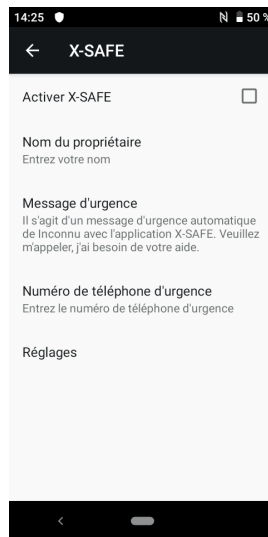 14:25 50 %
X-SAFE
Activer X-SAFE
Nom du propriétaire
Entrez votre nom
Message d'urgence
Il s'agit d'un message d'urgence automatique
de Inconnu avec l'application X-SAFE. Veuillez
m'appeler, j'ai besoin de votre aide.
Numéro de téléphone d'urgence
Entrez le numéro de téléphone d'urgence
Réglages